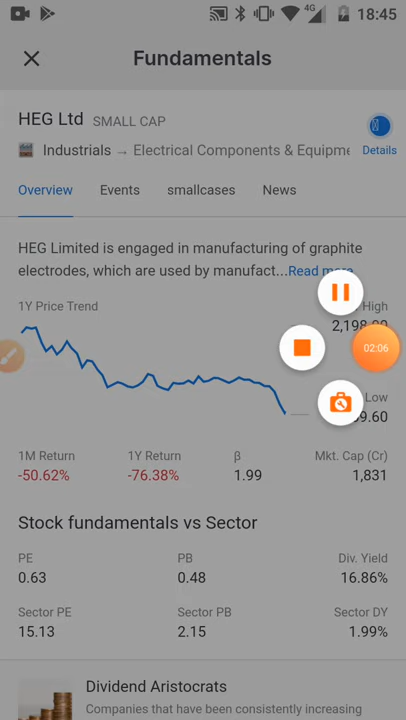 4G 18:45
Fundamentals
HEG Ltd SMALL CAP
Industrials → Electrical Components & Equipme
Details
Overview Events smallcases News
HEG Limited is engaged in manufacturing of graphite
electrodes, which are used by manufact...Read more
1Y Price Trend
High
02:06
Low
9.60
1M Return 1Y Return β Mkt. Cap (Cr)
-50.62% -76.38% 1.99 1,831
Stock fundamentals vs Sector
PE PB Div. Yield
0.63 0.48 16.86%
Sector PE Sector PB Sector DY
15.13 2.15 1.99%
Dividend Aristocrats
Companies that have been consistently increasing